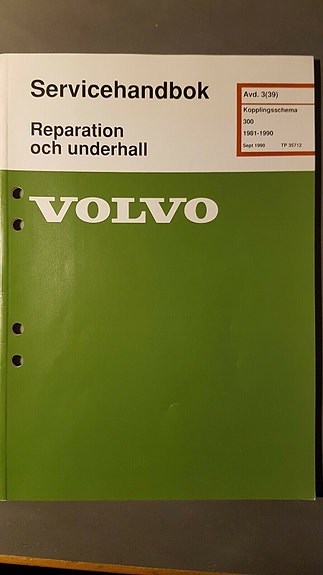 Servicehandbok
Reparation
och underhall
Avd. 3(39)
Kopplingsschema
300
1981-1990
Sept 1990 TP 35712
VOLVO